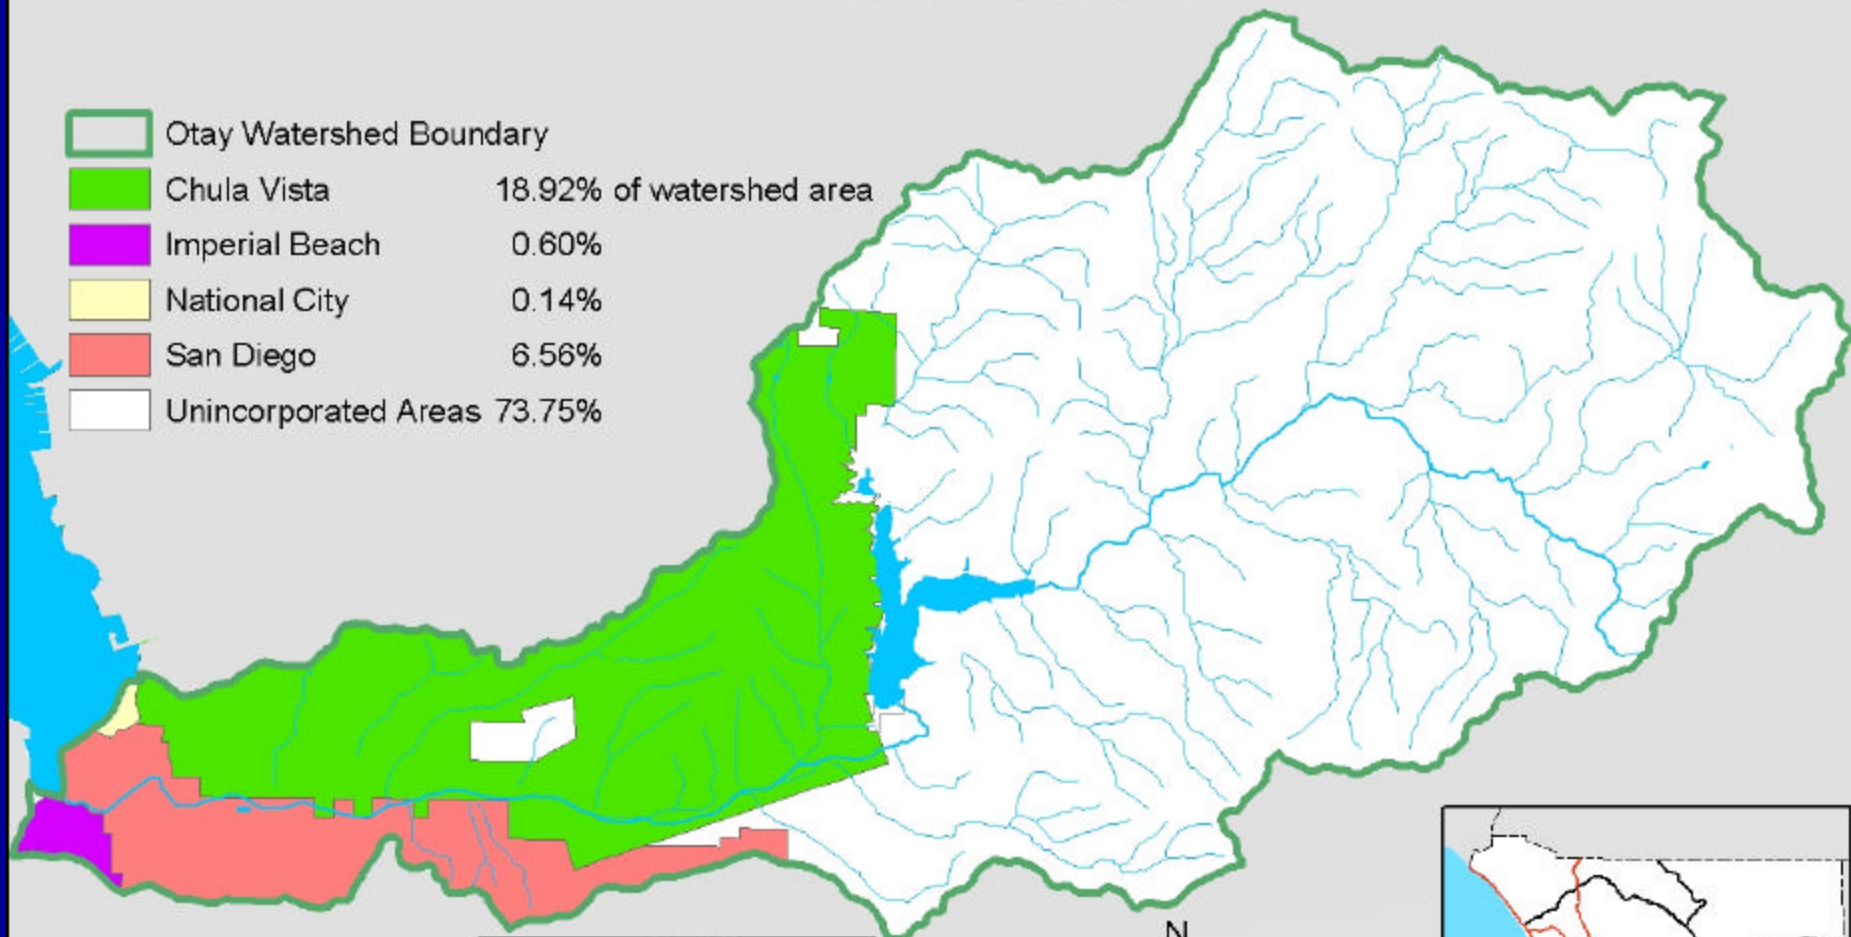 Otay Watershed Boundary
Chula Vista 18.92% of watershed area
Imperial Beach 0.60%
National City 0.14%
San Diego 6.56%
Unincorporated Areas 73.75%
N